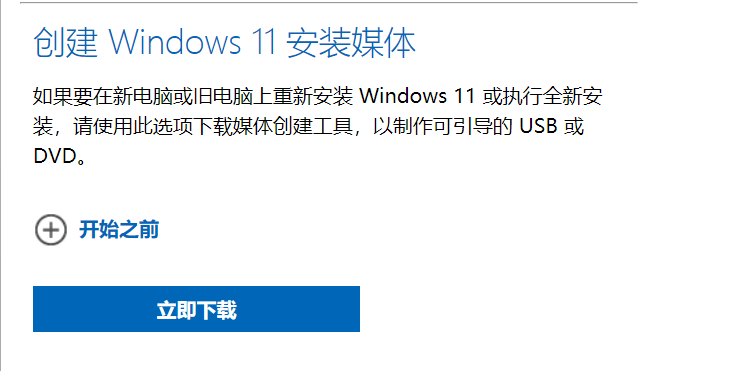 创建 Windows 11 安装媒体
如果要在新电脑或旧电脑上重新安装 Windows 11 或执行全新安
装，请使用此选项下载媒体创建工具，以制作可引导的 USB 或
DVD。
开始之前
立即下载